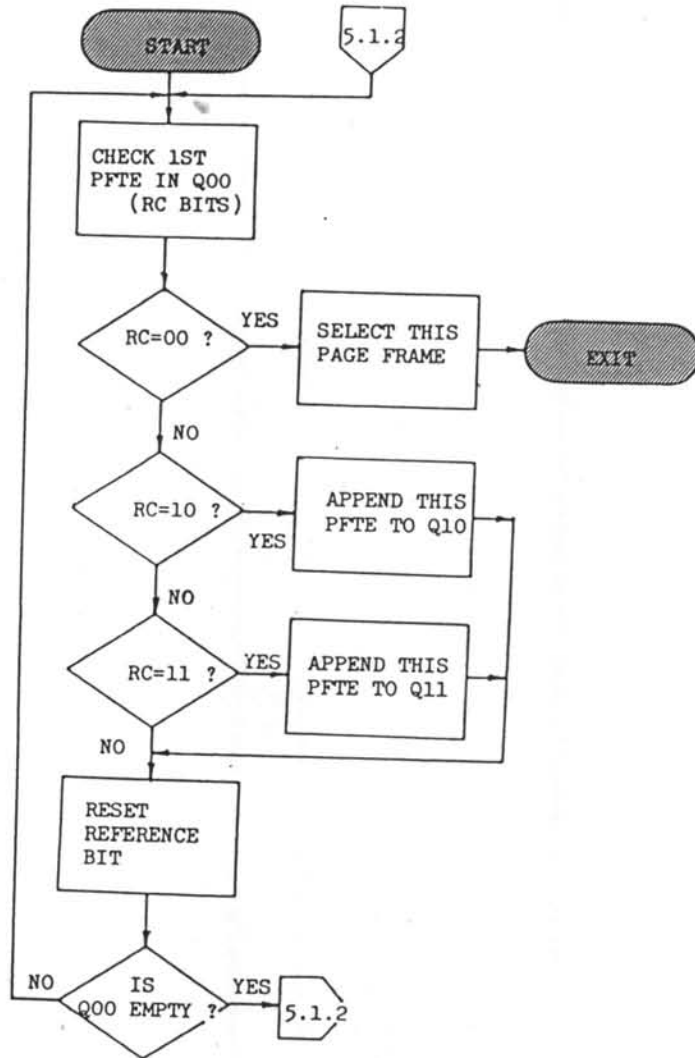 START
5.1.2
CHECK 1ST
PFTE IN Q00
(RC BITS)
RC=00 ?
YES
SELECT THIS
PAGE FRAME
EXIT
NO
RC=10 ?
YES
APPEND THIS
PFTE TO Q10
NO
RC=11 ?
YES
APPEND THIS
PFTE TO Q11
NO
RESET
REFERENCE
BIT
NO
IS
Q00 EMPTY ?
YES
5.1.2